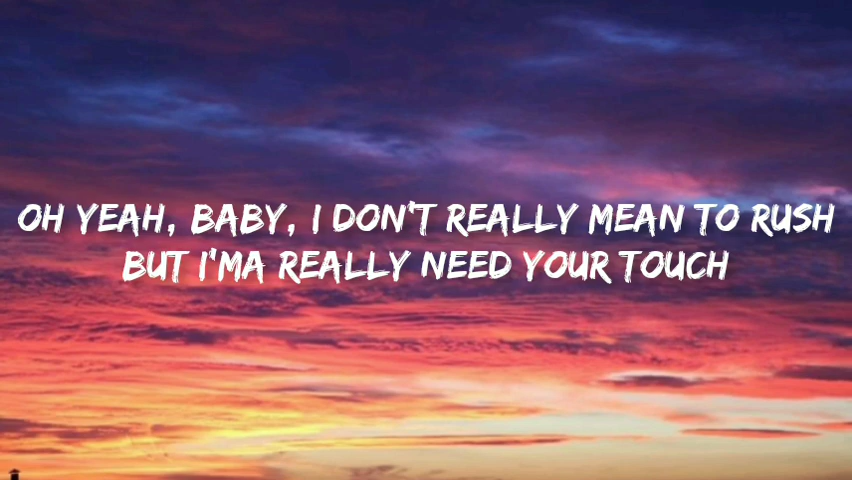 OH YEAH, BABY, I DON'T REALLY MEAN TO RUSH
BUT I'MA REALLY NEED YOUR TOUCH